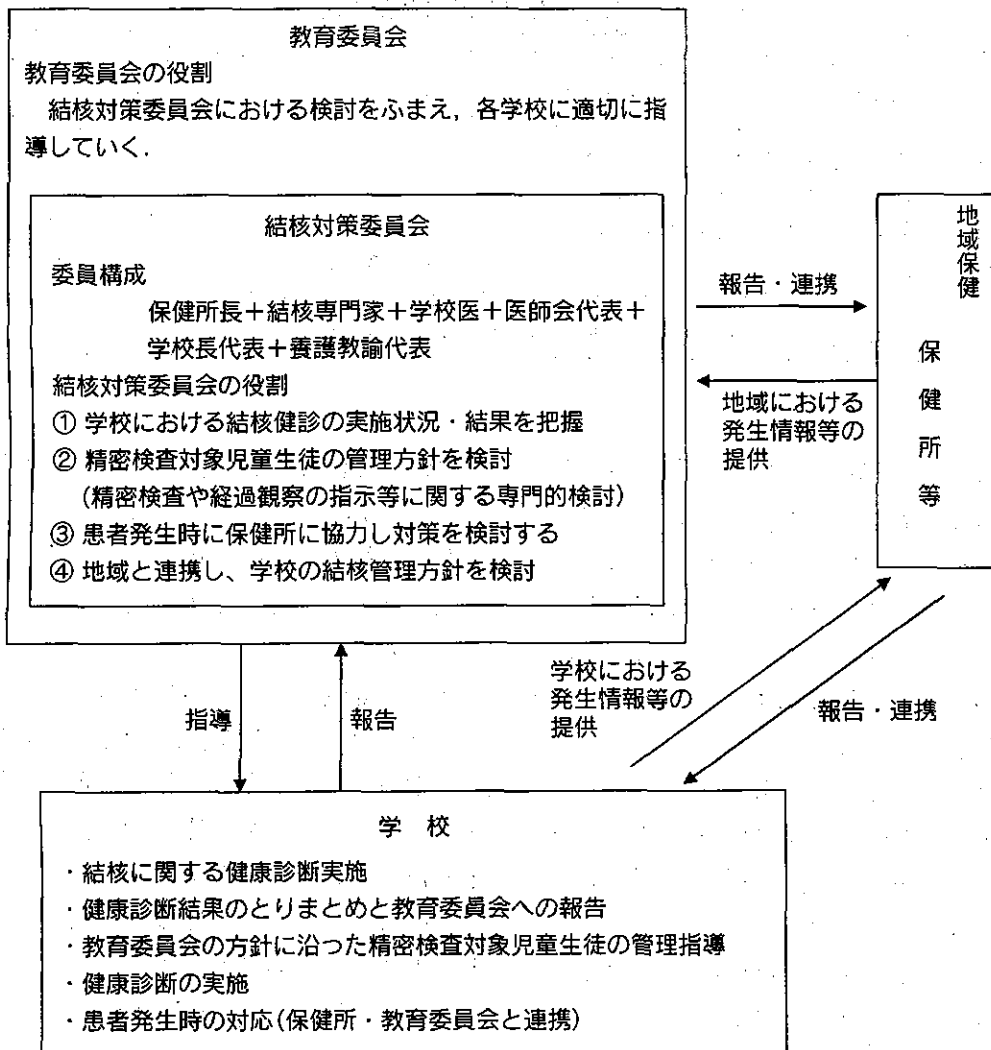 教育委員会
教育委員会の役割
結核対策委員会における検討をふまえ，各学校に適切に指
導していく．
結核対策委員会
委員構成
保健所長＋結核専門家＋学校医＋医師会代表＋
学校長代表＋養護教諭代表
結核対策委員会の役割
① 学校における結核健診の実施状況・結果を把握
② 精密検査対象児童生徒の管理方針を検討
（精密検査や経過観察の指示等に関する専門的検討）
③ 患者発生時に保健所に協力し対策を検討する
④ 地域と連携し、学校の結核管理方針を検討
報告・連携
地域における
発生情報等の
提供
地域保健
保健所等
指導
報告
学校における
発生情報等の
提供
報告・連携
学 校
・結核に関する健康診断実施
・健康診断結果のとりまとめと教育委員会への報告
・教育委員会の方針に沿った精密検査対象児童生徒の管理指導
・健康診断の実施
・患者発生時の対応（保健所・教育委員会と連携）